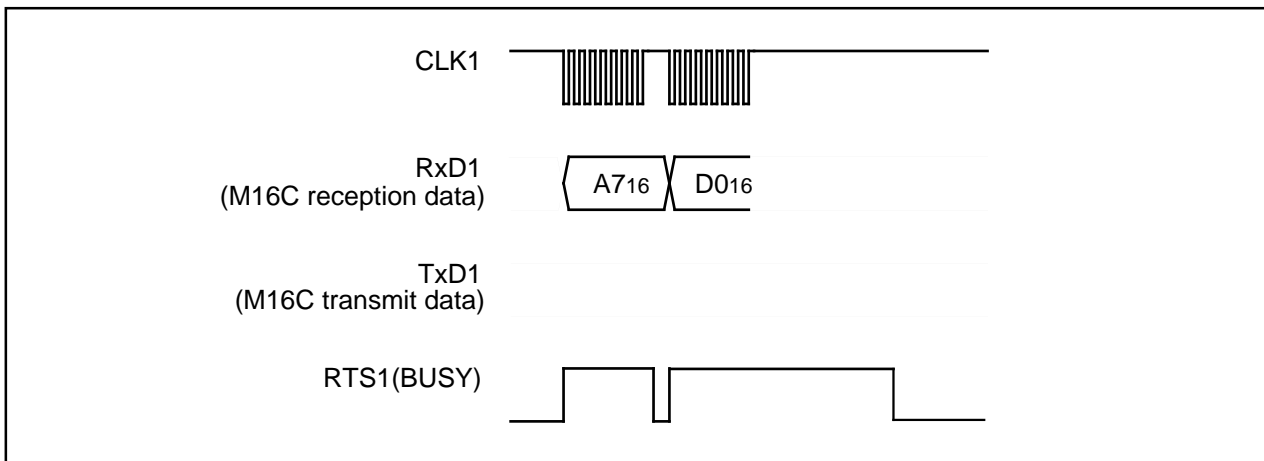 CLK1
RxD1
(M16C reception data)
A716
D016
TxD1
(M16C transmit data)
RTS1(BUSY)